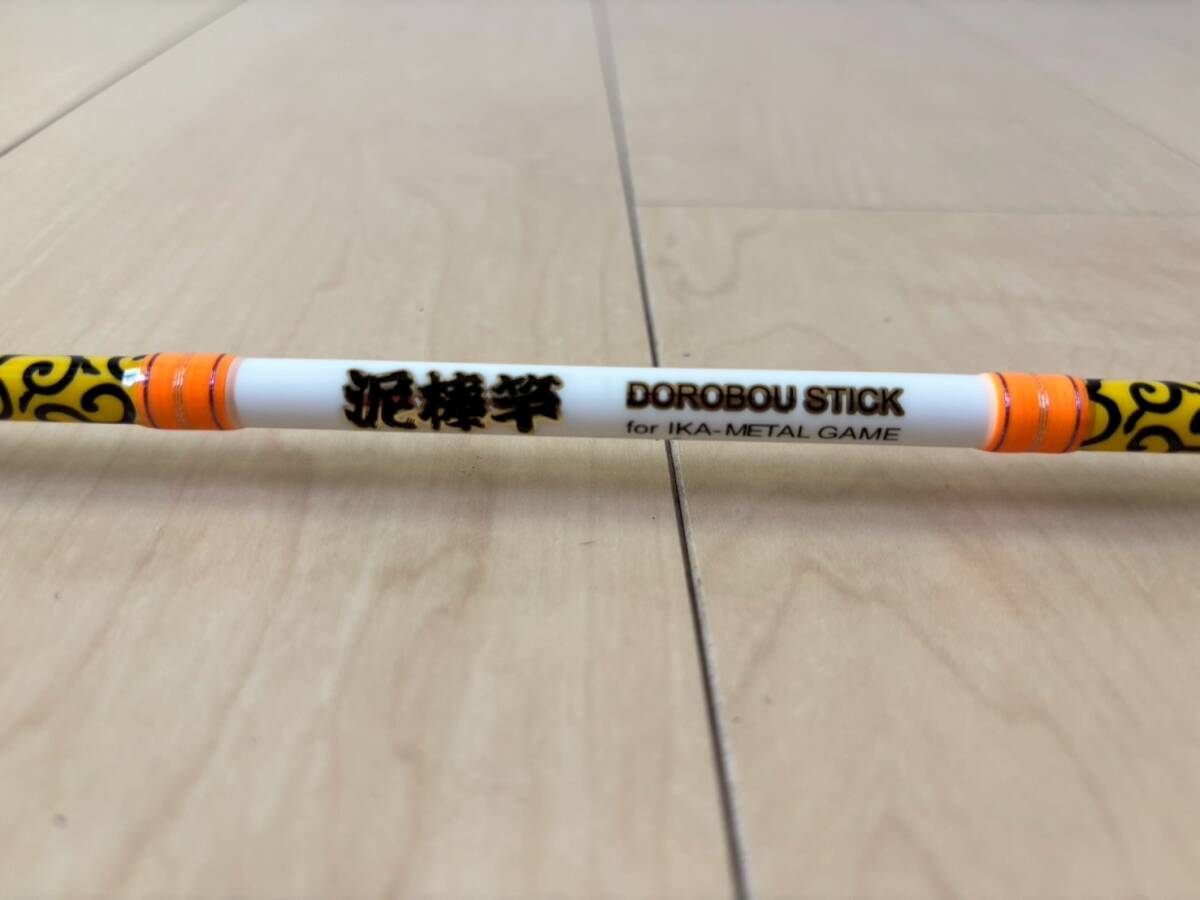 泥棒竿
DOROBOU STICK
for IKA-METAL GAME